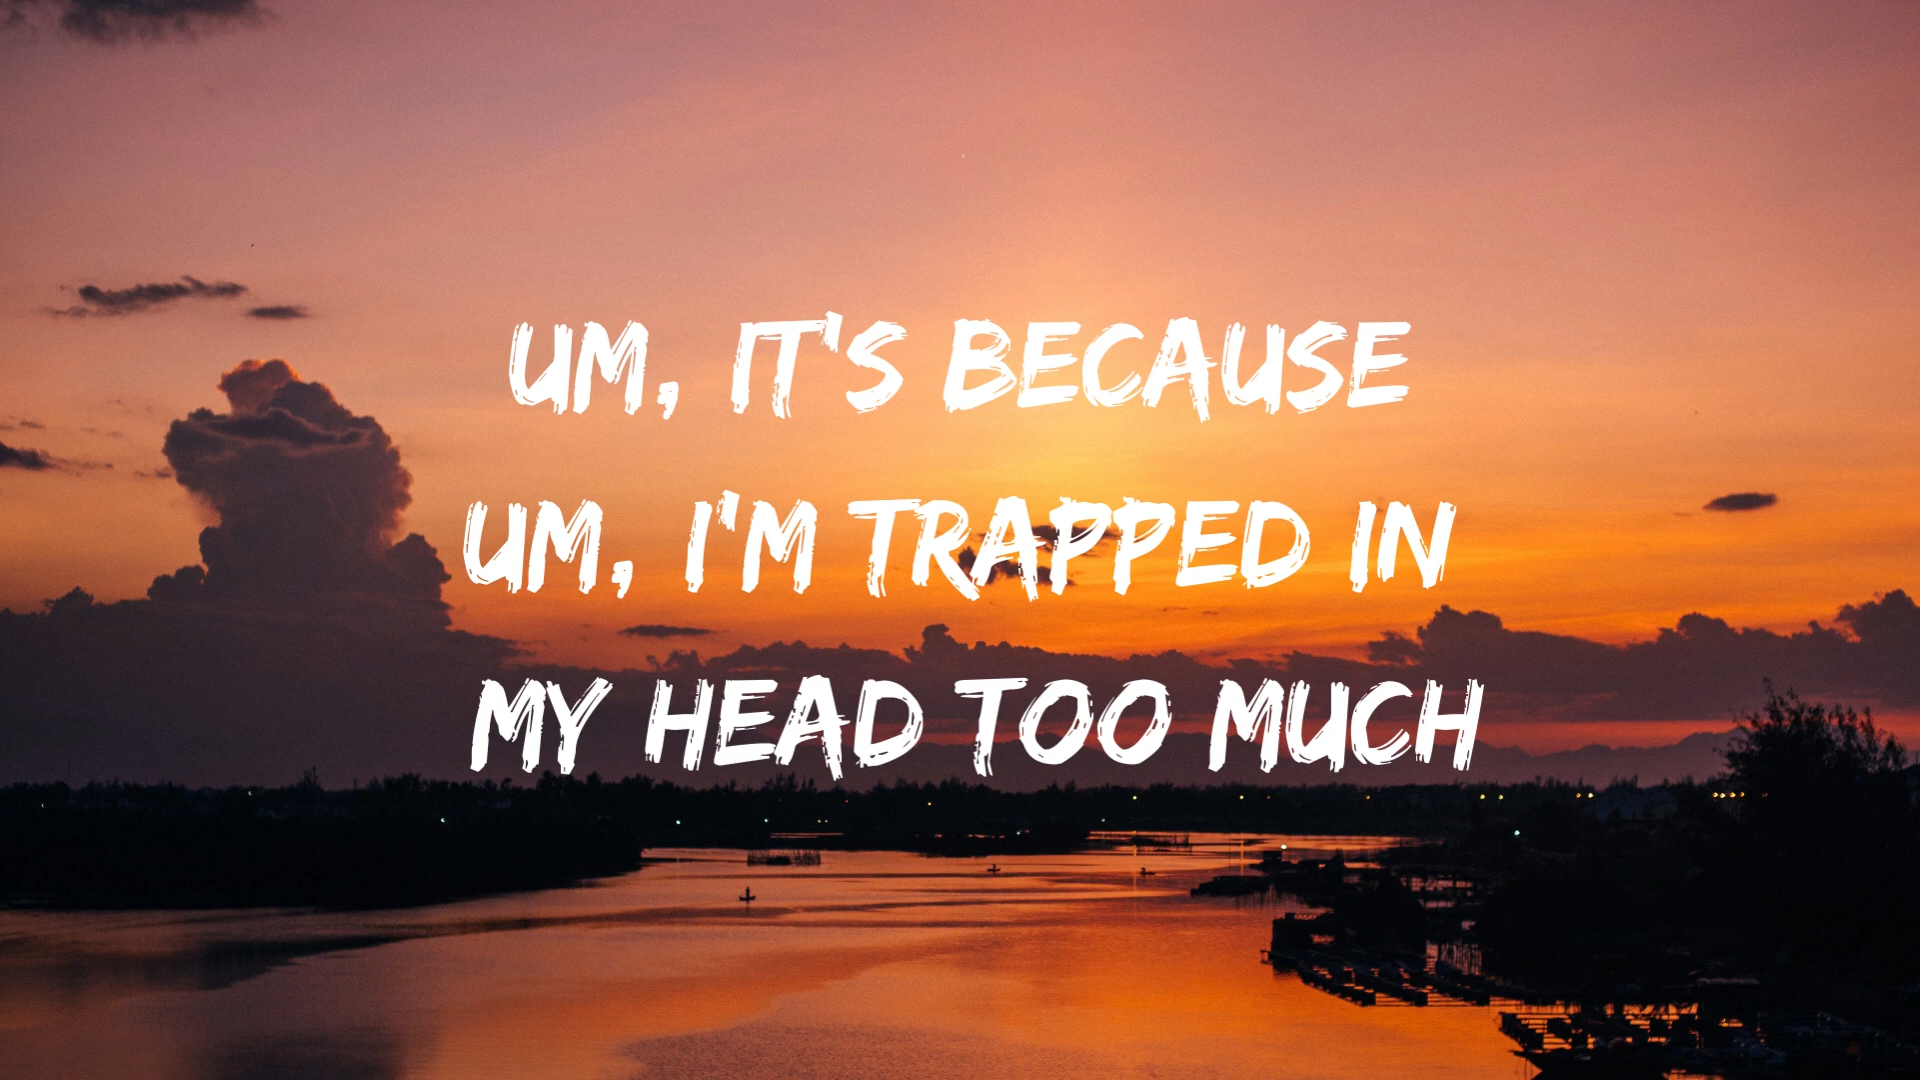 UM, IT'S BECAUSE
UM, I'M TRAPPED IN
MY HEAD TOO MUCH